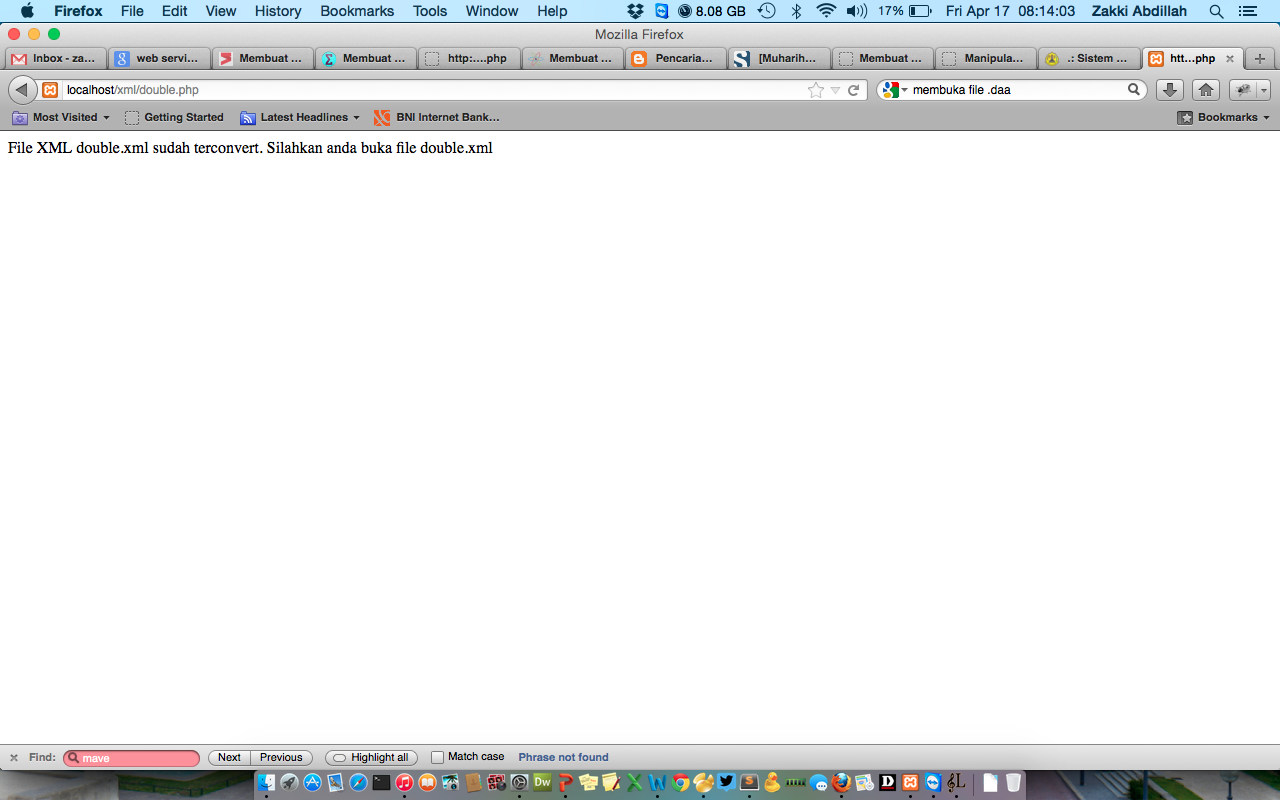 Firefox File Edit View History Bookmarks Tools Window Help 8.08 GB 17% Fri Apr 17 08:14:03 Zakki Abdillah
Mozilla Firefox
Inbox - za... web servi... Membuat ... Membuat ... http:....php Membuat ... Pencaria... [Muharih... Membuat ... Manipula... .: Sistem ... htt...php
localhost/xml/double.php membuka file .daa
Most Visited Getting Started Latest Headlines BNI Internet Bank... Bookmarks
File XML double.xml sudah terconvert. Silahkan anda buka file double.xml
Find: mave Next Previous Highlight all Match case Phrase not found
Dw